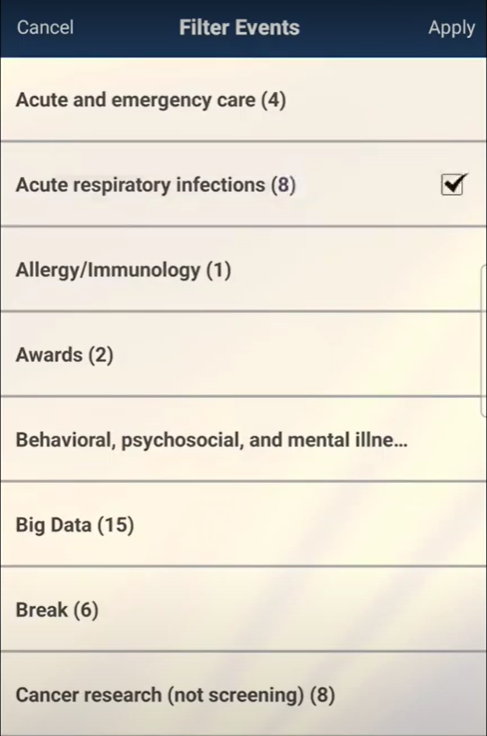 Cancel Filter Events Apply
Acute and emergency care (4)
Acute respiratory infections (8)
Allergy/Immunology (1)
Awards (2)
Behavioral, psychosocial, and mental illne...
Big Data (15)
Break (6)
Cancer research (not screening) (8)